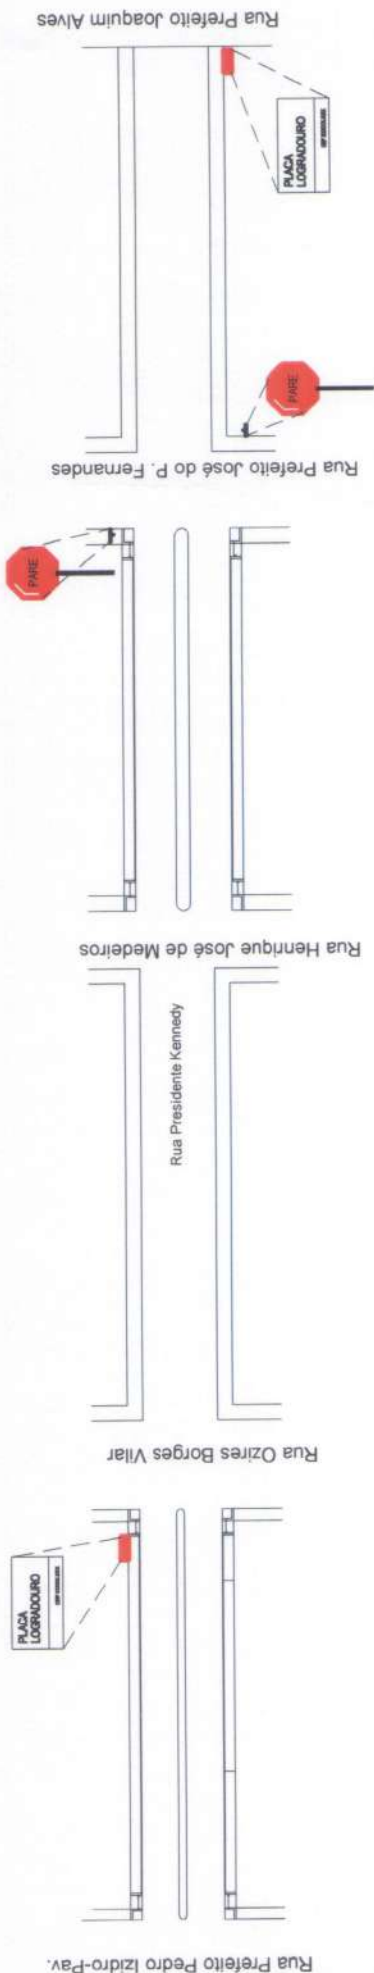 Rua Prefeito Joaquim Alves
PLACA
LOGRADOURO
PARE
Rua Prefeito José do P. Fernandes
PARE
Rua Henrique José de Medeiros
Rua Presidente Kennedy
Rua Ozires Borges Vilar
PLACA
LOGRADOURO
Rua Prefeito Pedro Izidro-Pav.